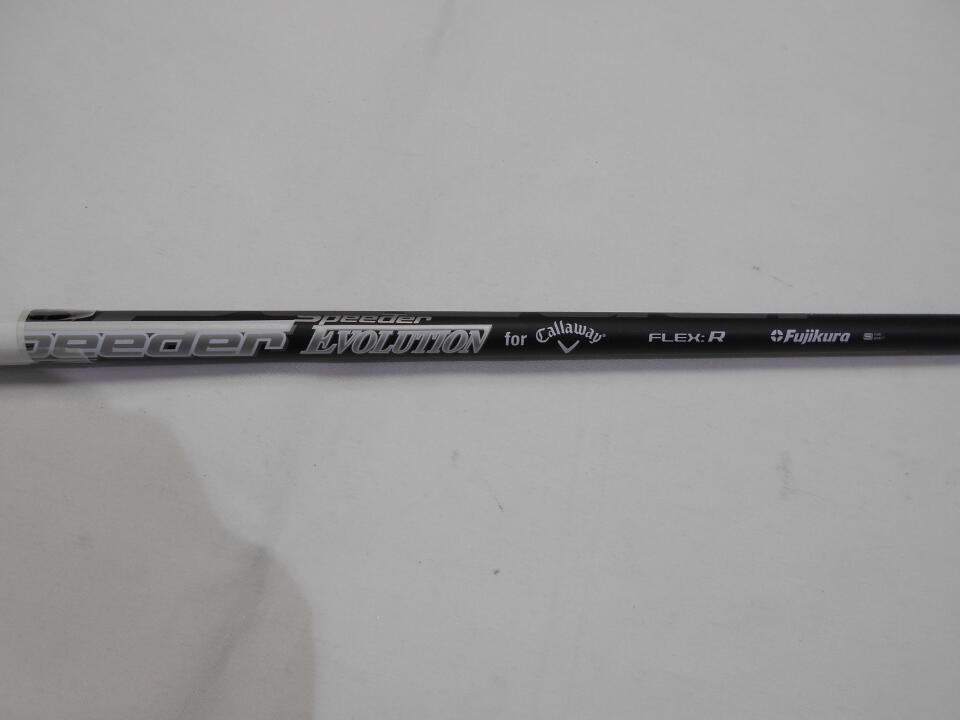 Speeder
peeder EVOLUTION for Callaway FLEX: R Fujikura